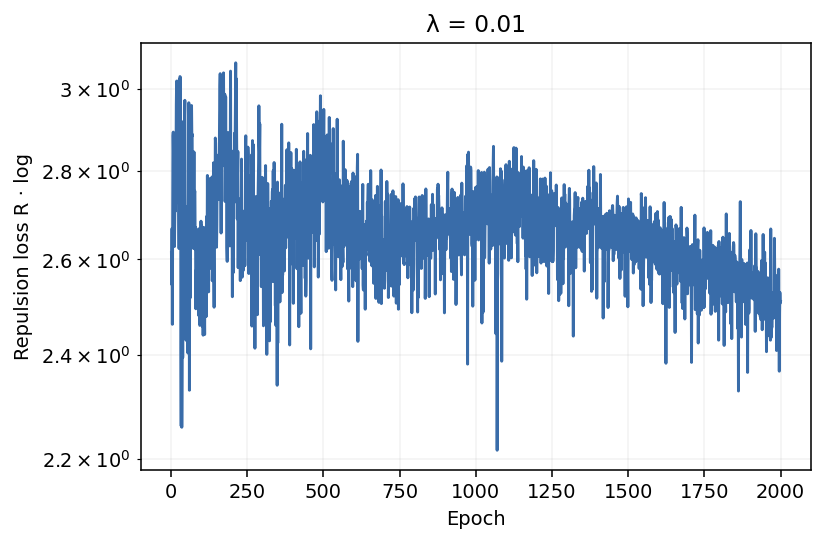 λ = 0.01
Repulsion loss R · log
3 × 10⁰
2.8 × 10⁰
2.6 × 10⁰
2.4 × 10⁰
2.2 × 10⁰
0 250 500 750 1000 1250 1500 1750 2000
Epoch